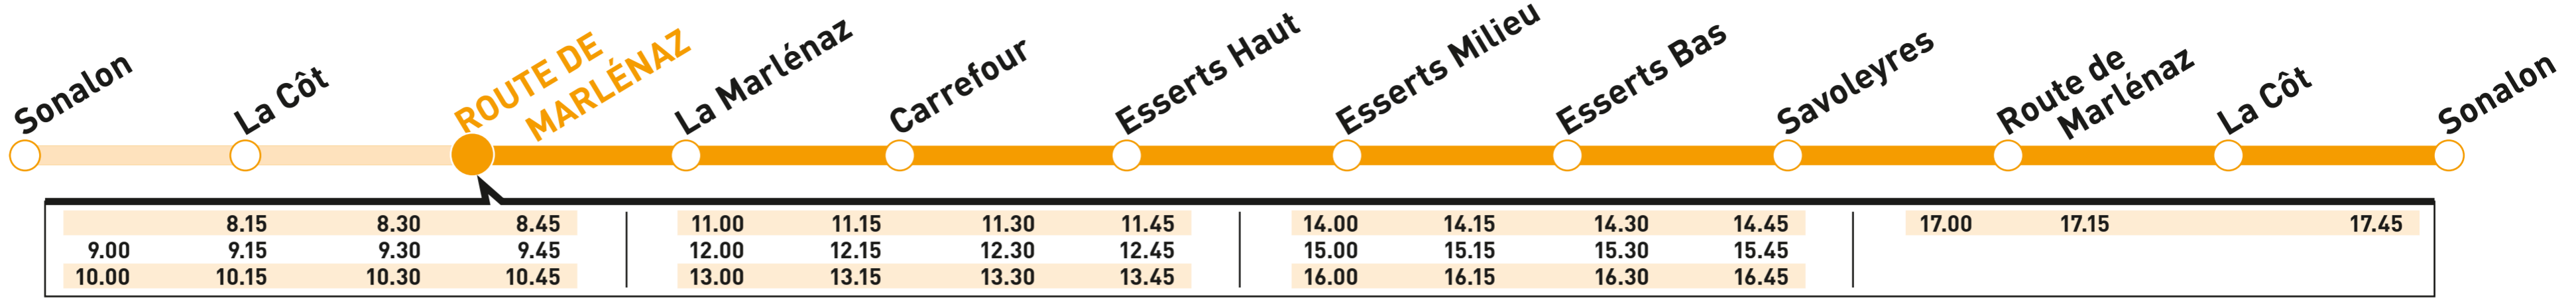 Sonalon
La Côt
ROUTE DE
MARLÉNAZ
La Marlénaz
Carrefour
Esserts Haut
Esserts Milieu
Esserts Bas
Savoleyres
Route de
Marlénaz
La Côt
Sonalon
8.15 8.30 8.45 11.00 11.15 11.30 11.45 14.00 14.15 14.30 14.45 17.00 17.15 17.45
9.00 9.15 9.30 9.45 12.00 12.15 12.30 12.45 15.00 15.15 15.30 15.45
10.00 10.15 10.30 10.45 13.00 13.15 13.30 13.45 16.00 16.15 16.30 16.45